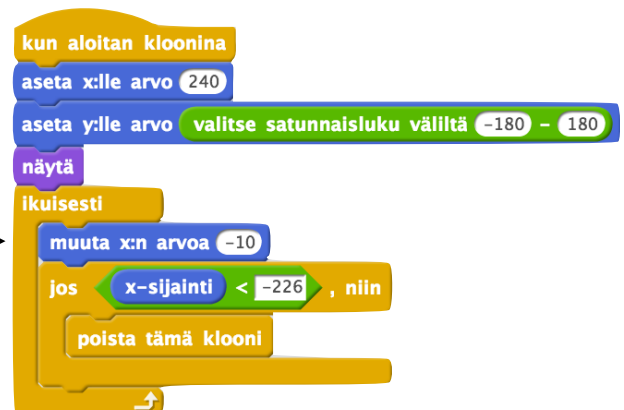 kun aloitan kloonina
aseta x:lle arvo 240
aseta y:lle arvo valitse satunnaisluku väliltä -180 - 180
näytä
ikuisesti
muuta x:n arvoa -10
jos x-sijainti < -226 , niin
poista tämä klooni